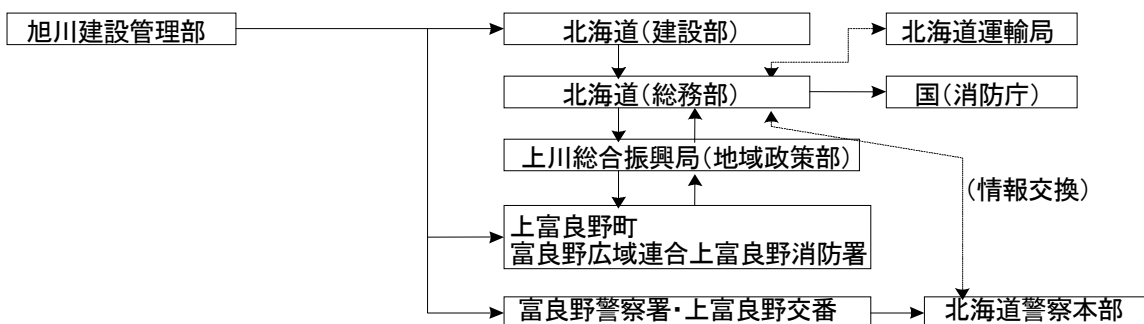 旭川建設管理部
北海道（建設部）
北海道運輸局
北海道（総務部）
国（消防庁）
上川総合振興局（地域政策部）
（情報交換）
上富良野町
富良野広域連合上富良野消防署
富良野警察署・上富良野交番
北海道警察本部